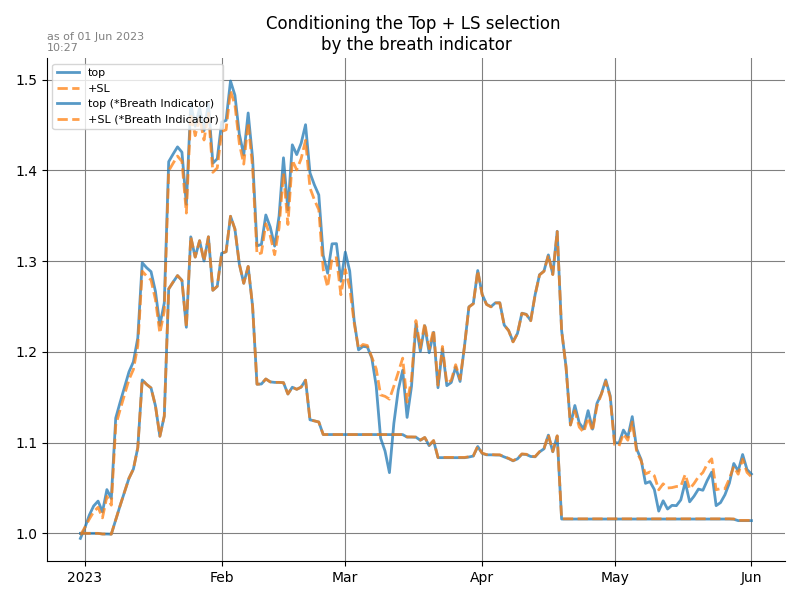 Conditioning the Top + LS selection
by the breath indicator
as of 01 Jun 2023
10:27
top
+SL
top (*Breath Indicator)
+SL (*Breath Indicator)
1.5
1.4
1.3
1.2
1.1
1.0
2023 Feb Mar Apr May Jun